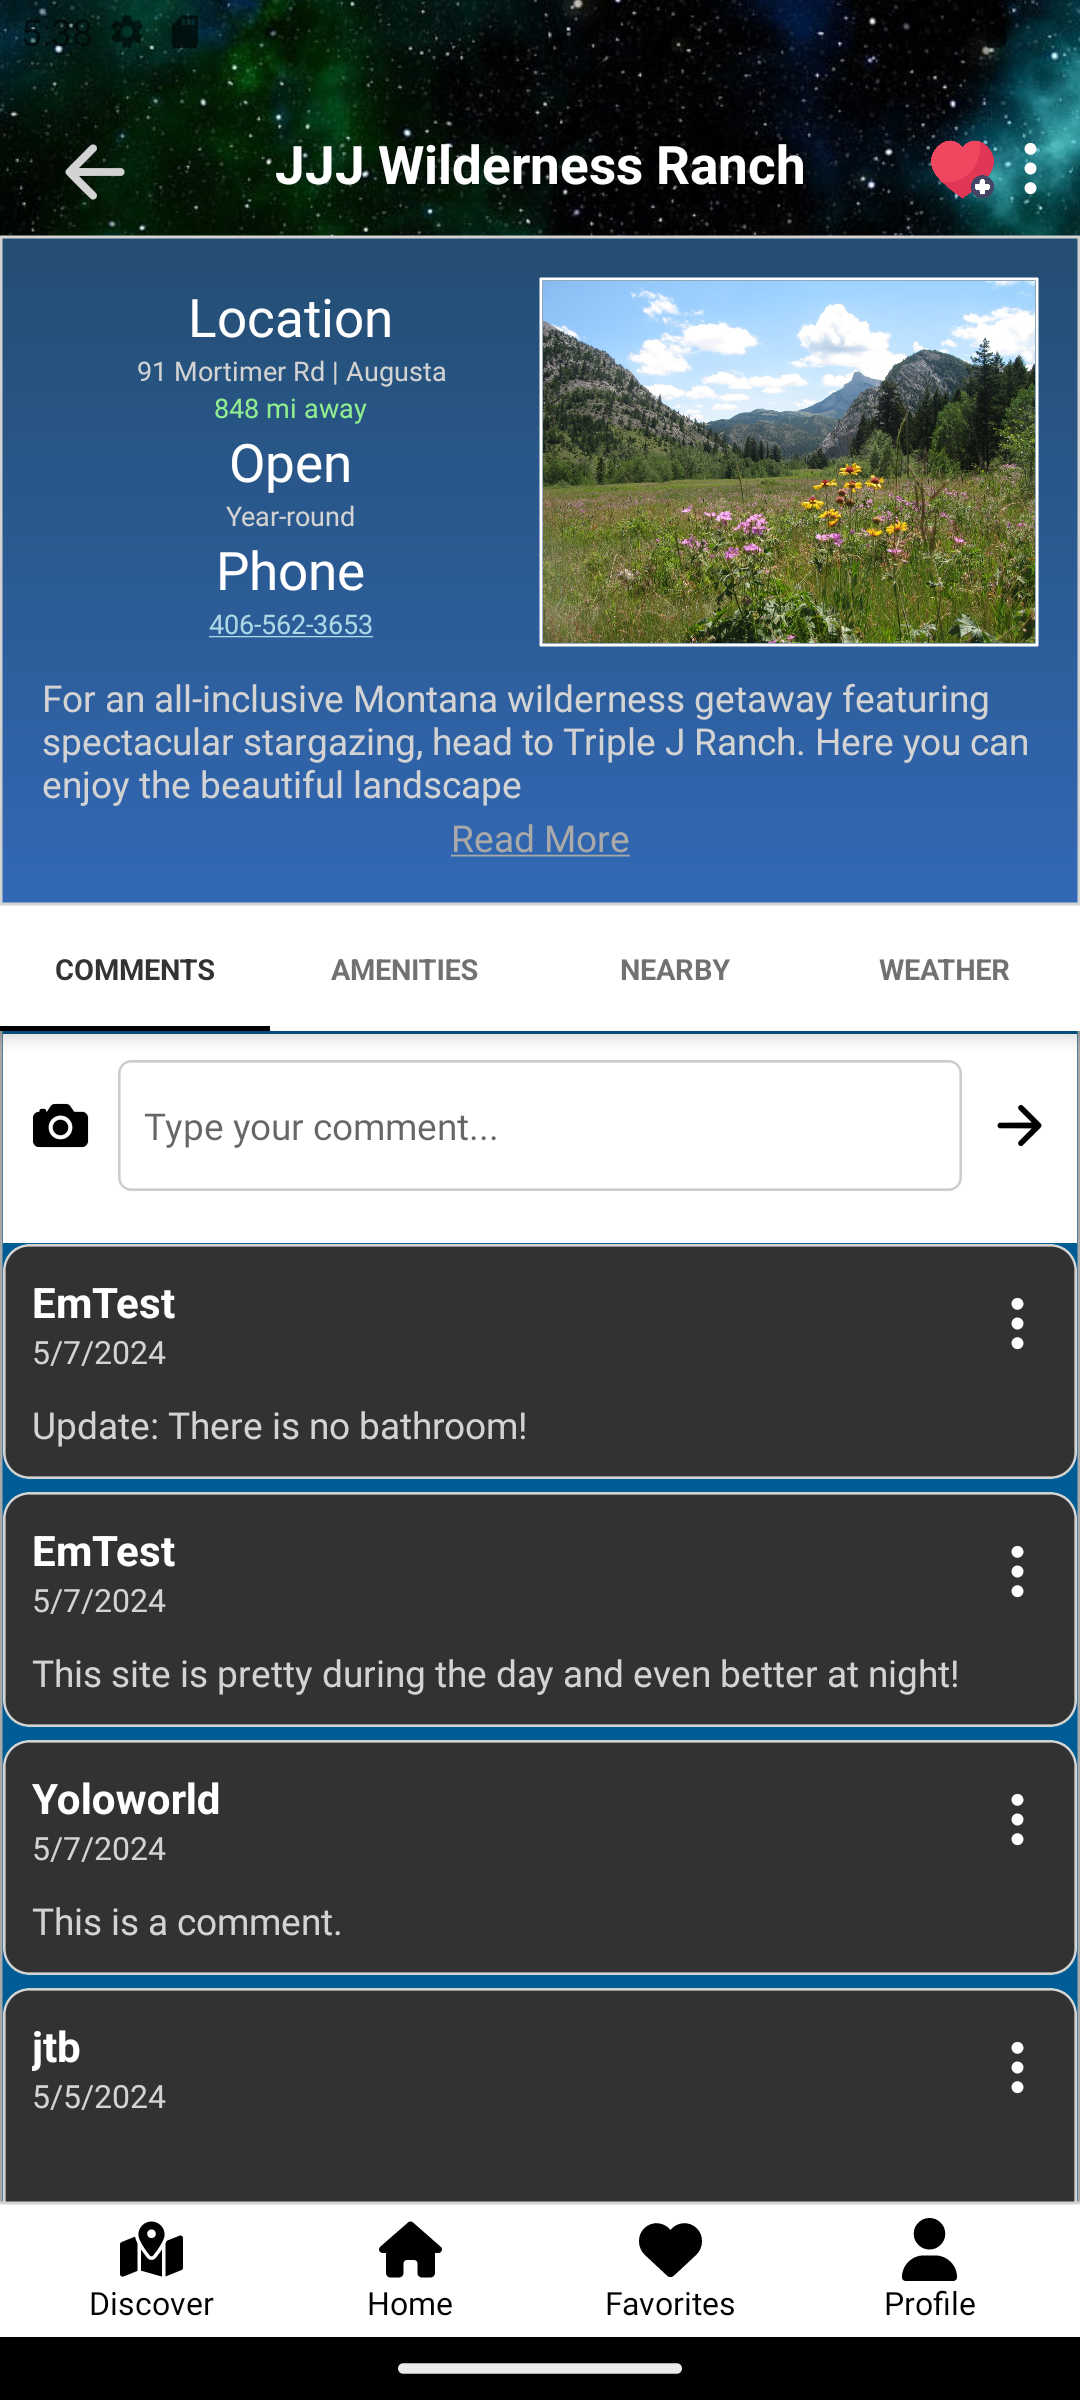 5:38
JJJ Wilderness Ranch
Location
91 Mortimer Rd | Augusta
848 mi away
Open
Year-round
Phone
406-562-3653
For an all-inclusive Montana wilderness getaway featuring
spectacular stargazing, head to Triple J Ranch. Here you can
enjoy the beautiful landscape
Read More
COMMENTS AMENITIES NEARBY WEATHER
Type your comment...
EmTest
5/7/2024
Update: There is no bathroom!
EmTest
5/7/2024
This site is pretty during the day and even better at night!
Yoloworld
5/7/2024
This is a comment.
jtb
5/5/2024
Discover Home Favorites Profile